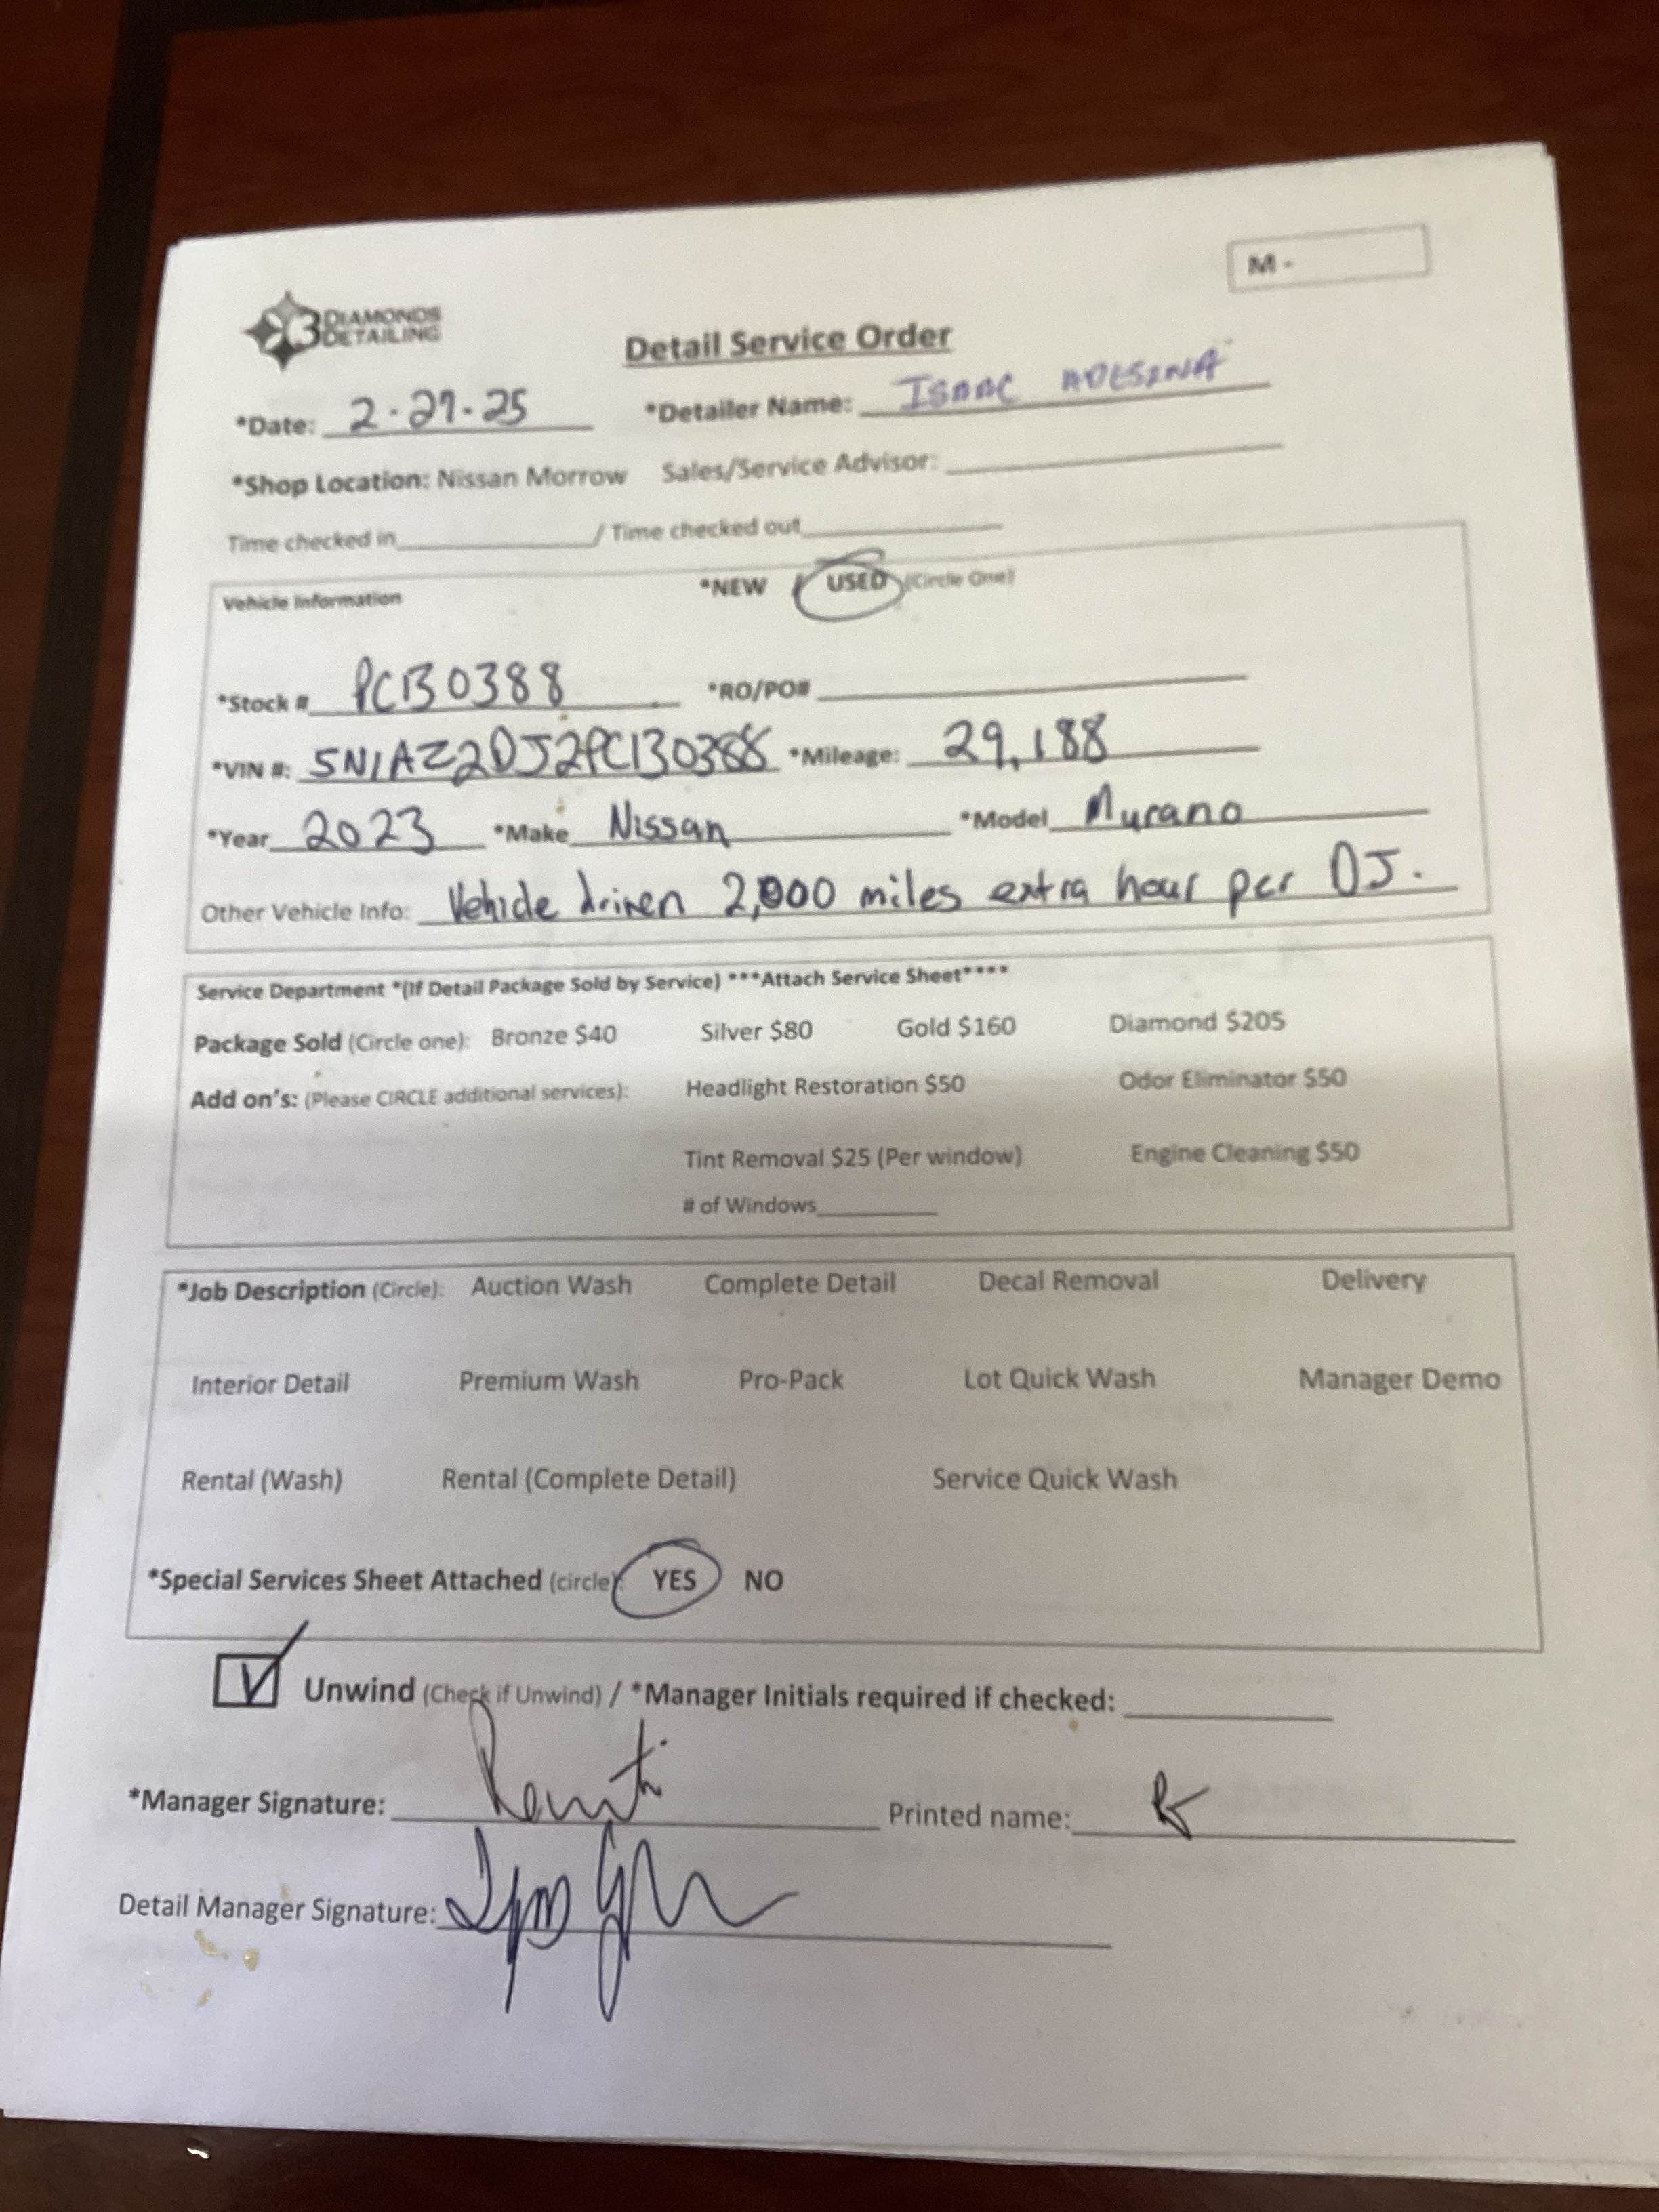 M -
3 DIAMONDS
DETAILING
Detail Service Order
*Date: 2-27-25 *Detailer Name: ISAAC ADESINA
*Shop Location: Nissan Morrow Sales/Service Advisor:
Time checked in / Time checked out
Vehicle Information *NEW / USED (Circle One)
*Stock # PC130388 *RO/PO#
*VIN #: 5N1AZ2DJ2PC130388 *Mileage: 29,188
*Year 2023 *Make Nissan *Model Murano
Other Vehicle Info: Vehicle driven 2,000 miles extra hour per DJ.
Service Department *(If Detail Package Sold by Service) ***Attach Service Sheet****
Package Sold (Circle one): Bronze $40 Silver $80 Gold $160 Diamond $205
Add on's: (Please CIRCLE additional services): Headlight Restoration $50 Odor Eliminator $50
Tint Removal $25 (Per window) Engine Cleaning $50
# of Windows
*Job Description (Circle): Auction Wash Complete Detail Decal Removal Delivery
Interior Detail Premium Wash Pro-Pack Lot Quick Wash Manager Demo
Rental (Wash) Rental (Complete Detail) Service Quick Wash
*Special Services Sheet Attached (circle): YES NO
Unwind (Check if Unwind) / *Manager Initials required if checked:
*Manager Signature: Printed name:
Detail Manager Signature: